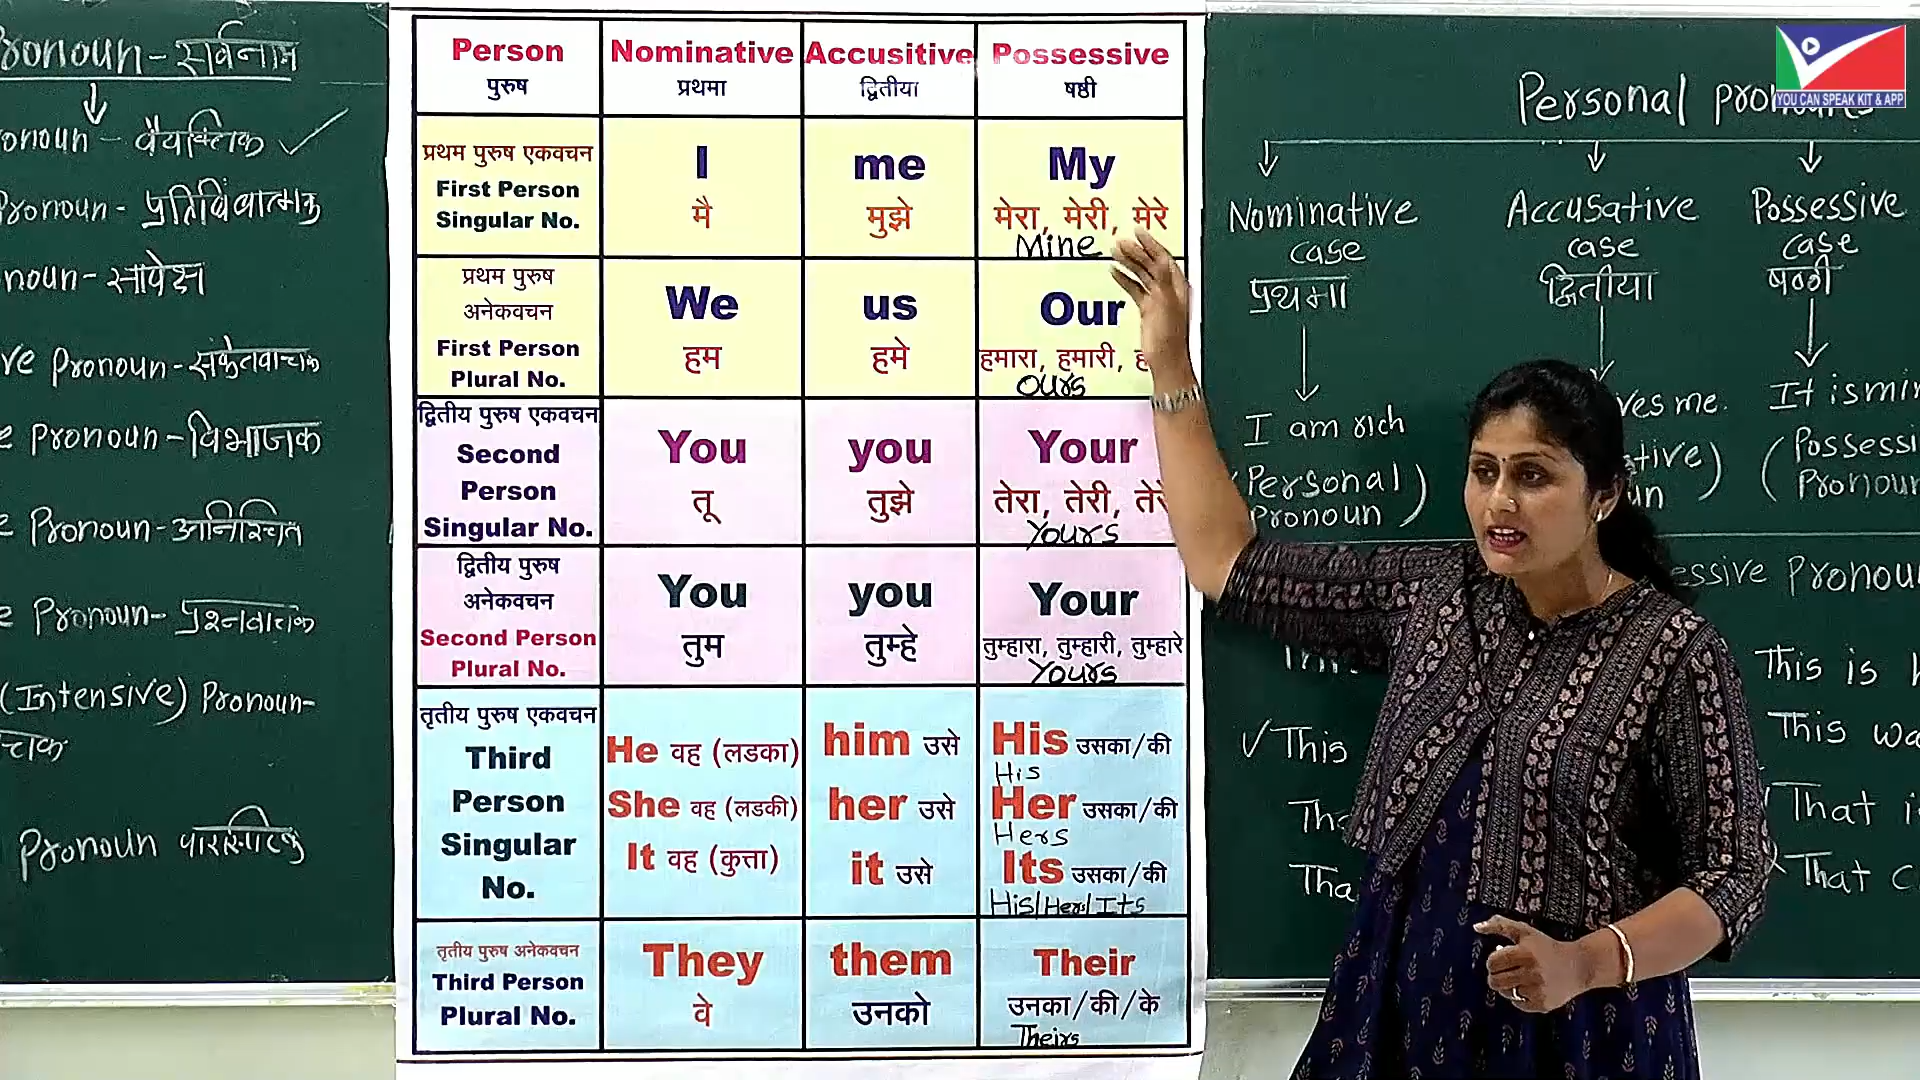 Pronoun - सर्वनाम
onoun - वैयक्तिक ✓
Pronoun - प्रतिबिंबात्मक
noun - सापेक्ष
ve Pronoun - संकेतवाचक
e Pronoun - विभाजक
e Pronoun - अनिश्चित
e Pronoun - प्रश्नवाचक
(Intensive) Pronoun-
चक
Pronoun
Person Nominative Accusitive Possessive
पुरुष प्रथमा द्वितीया षष्ठी
प्रथम पुरुष एकवचन
First Person
Singular No.
I me My
मै मुझे मेरा, मेरी, मेरे
Mine
प्रथम पुरुष
अनेकवचन
First Person
Plural No.
We us Our
हम हमे हमारा, हमारी, ह
Ours
द्वितीय पुरुष एकवचन
Second
Person
Singular No.
You you Your
तू तुझे तेरा, तेरी, तेरे
Yours
द्वितीय पुरुष
अनेकवचन
Second Person
Plural No.
You you Your
तुम तुम्हे तुम्हारा, तुम्हारी, तुम्हारे
Yours
तृतीय पुरुष एकवचन
Third
Person
Singular
No.
He वह (लडका) him उसे His उसका/की
His
She वह (लडकी) her उसे Her उसका/की
Hers
It वह (कुत्ता) it उसे Its उसका/की
His/Hers/Its
तृतीय पुरुष अनेकवचन
Third Person
Plural No.
They them Their
वे उनको उनका/की/के
Theirs
YOU CAN SPEAK KIT & APP
Personal
Nominative Accusative Possessive
case case case
प्रथमा द्वितीया षष्ठी
I am rich ves me. It is min
(Personal tive) (Possessi
Pronoun) un Pronoun
essive Pronou
This is
✓This This wa
That i
Tha That c